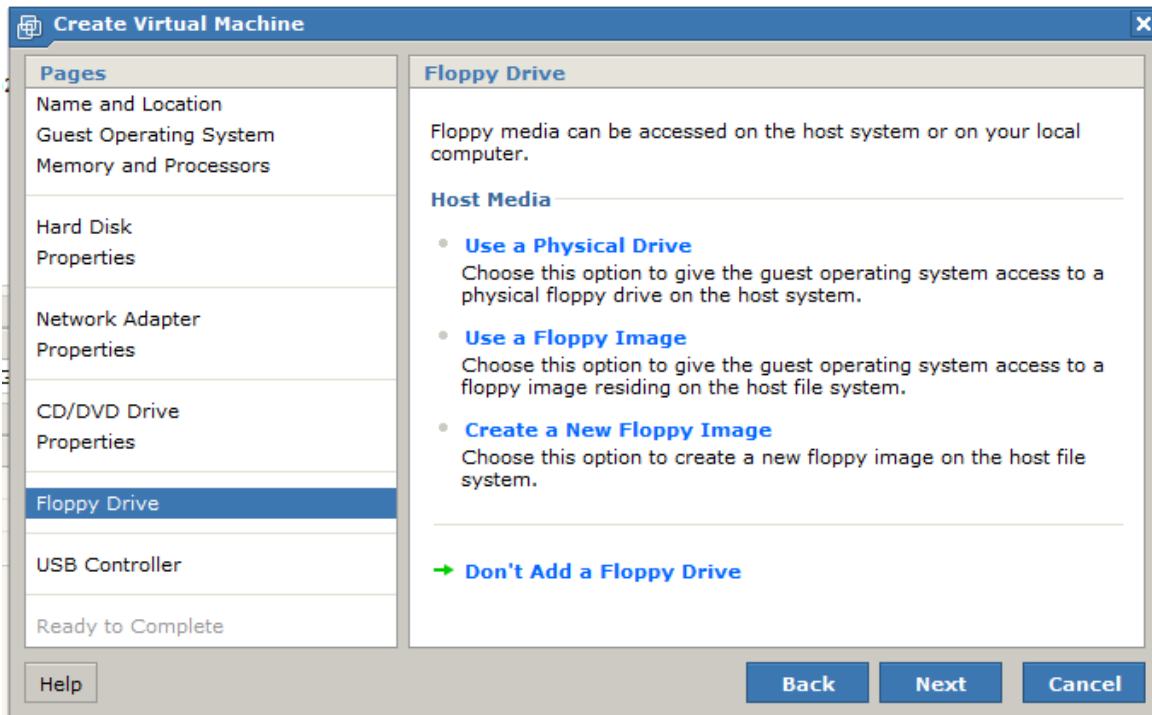 Create Virtual Machine
Pages
Name and Location
Guest Operating System
Memory and Processors
Hard Disk
Properties
Network Adapter
Properties
CD/DVD Drive
Properties
Floppy Drive
USB Controller
Ready to Complete
Floppy Drive
Floppy media can be accessed on the host system or on your local
computer.
Host Media
Use a Physical Drive
Choose this option to give the guest operating system access to a
physical floppy drive on the host system.
Use a Floppy Image
Choose this option to give the guest operating system access to a
floppy image residing on the host file system.
Create a New Floppy Image
Choose this option to create a new floppy image on the host file
system.
Don't Add a Floppy Drive
Help
Back
Next
Cancel